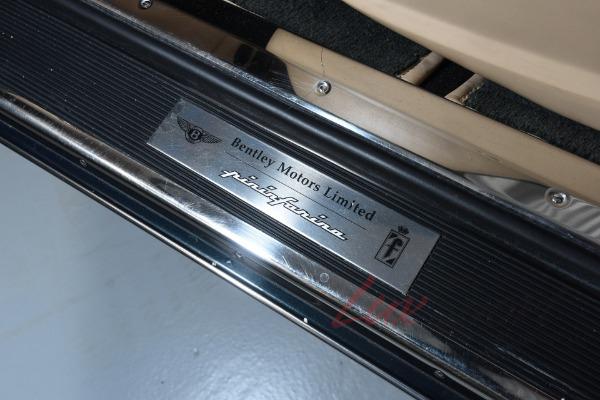 B
Bentley Motors Limited
pininfarina
f
Lux